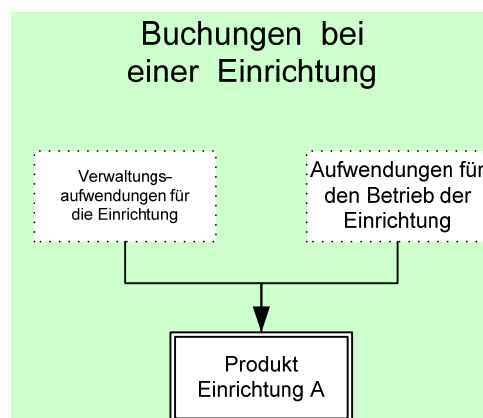 Buchungen bei
einer Einrichtung
Verwaltungs–
aufwendungen für
die Einrichtung
Aufwendungen für
den Betrieb der
Einrichtung
Produkt
Einrichtung A